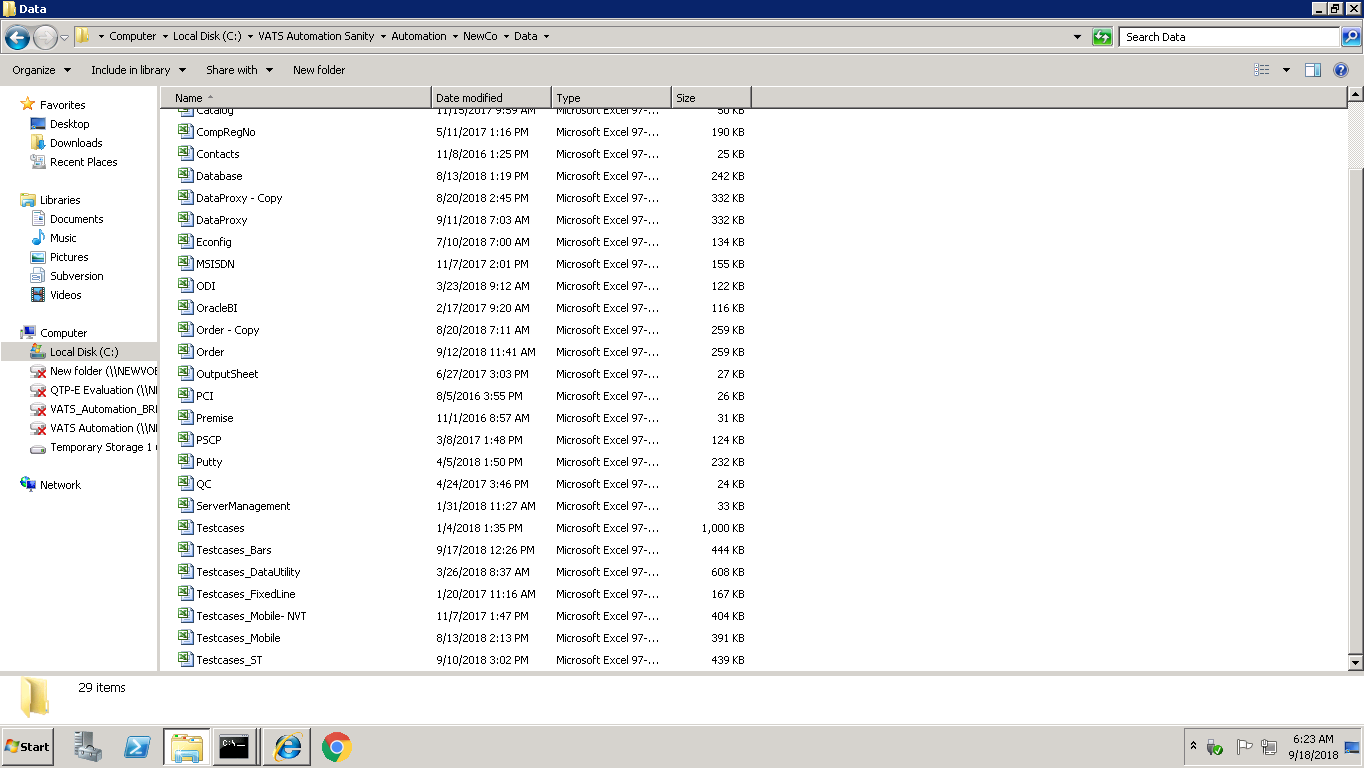 Data
Computer Local Disk (C:) VATS Automation Sanity Automation NewCo Data Search Data
Organize Include in library Share with New folder
Favorites
Desktop
Downloads
Recent Places
Libraries
Documents
Music
Pictures
Subversion
Videos
Computer
Local Disk (C:)
New folder (\\NEWVOE
QTP-E Evaluation (\\NE
VATS_Automation_BRI
VATS Automation (\\NE
Temporary Storage 1
Network
Name Date modified Type Size
Catalog 11/15/2017 9:59 AM Microsoft Excel 97-... 50 KB
CompRegNo 5/11/2017 1:16 PM Microsoft Excel 97-... 190 KB
Contacts 11/8/2016 1:25 PM Microsoft Excel 97-... 25 KB
Database 8/13/2018 1:19 PM Microsoft Excel 97-... 242 KB
DataProxy - Copy 8/20/2018 2:45 PM Microsoft Excel 97-... 332 KB
DataProxy 9/11/2018 7:03 AM Microsoft Excel 97-... 332 KB
Econfig 7/10/2018 7:00 AM Microsoft Excel 97-... 134 KB
MSISDN 11/7/2017 2:01 PM Microsoft Excel 97-... 155 KB
ODI 3/23/2018 9:12 AM Microsoft Excel 97-... 122 KB
OracleBI 2/17/2017 9:20 AM Microsoft Excel 97-... 116 KB
Order - Copy 8/20/2018 7:11 AM Microsoft Excel 97-... 259 KB
Order 9/12/2018 11:41 AM Microsoft Excel 97-... 259 KB
OutputSheet 6/27/2017 3:03 PM Microsoft Excel 97-... 27 KB
PCI 8/5/2016 3:55 PM Microsoft Excel 97-... 26 KB
Premise 11/1/2016 8:57 AM Microsoft Excel 97-... 31 KB
PSCP 3/8/2017 1:48 PM Microsoft Excel 97-... 124 KB
Putty 4/5/2018 1:50 PM Microsoft Excel 97-... 232 KB
QC 4/24/2017 3:46 PM Microsoft Excel 97-... 24 KB
ServerManagement 1/31/2018 11:27 AM Microsoft Excel 97-... 33 KB
Testcases 1/4/2018 1:35 PM Microsoft Excel 97-... 1,000 KB
Testcases_Bars 9/17/2018 12:26 PM Microsoft Excel 97-... 444 KB
Testcases_DataUtility 3/26/2018 8:37 AM Microsoft Excel 97-... 608 KB
Testcases_FixedLine 1/20/2017 11:16 AM Microsoft Excel 97-... 167 KB
Testcases_Mobile- NVT 11/7/2017 1:47 PM Microsoft Excel 97-... 404 KB
Testcases_Mobile 8/13/2018 2:13 PM Microsoft Excel 97-... 391 KB
Testcases_ST 9/10/2018 3:02 PM Microsoft Excel 97-... 439 KB
29 items
Start
C:\_
6:23 AM
9/18/2018